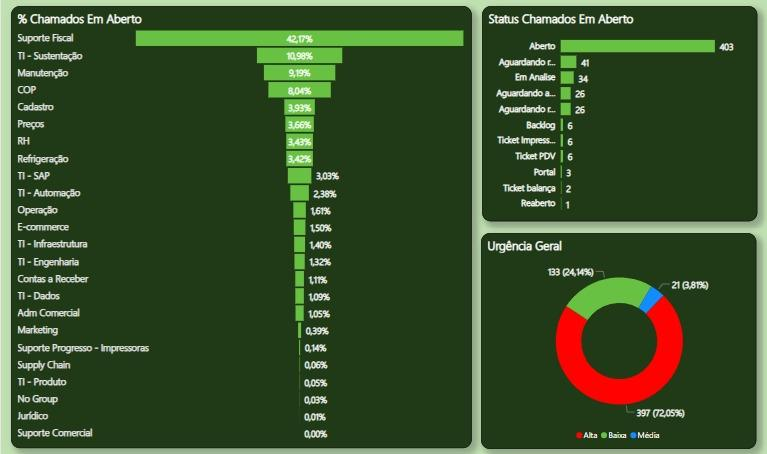 % Chamados Em Aberto
Suporte Fiscal 42,17%
TI - Sustentação 10,98%
Manutenção 9,19%
COP 8,04%
Cadastro 3,93%
Preços 3,66%
RH 3,43%
Refrigeração 3,42%
TI - SAP 3,03%
TI - Automação 2,38%
Operação 1,61%
E-commerce 1,50%
TI - Infraestrutura 1,40%
TI - Engenharia 1,32%
Contas a Receber 1,11%
TI - Dados 1,09%
Adm Comercial 1,05%
Marketing 0,39%
Suporte Progresso - Impressoras 0,14%
Supply Chain 0,06%
TI - Produto 0,05%
No Group 0,03%
Jurídico 0,01%
Suporte Comercial 0,00%
Status Chamados Em Aberto
Aberto 403
Aguardando r... 41
Em Analise 34
Aguardando a... 26
Aguardando r... 26
Backlog 6
Ticket Impress... 6
Ticket PDV 6
Portal 3
Ticket balança 2
Reaberto 1
Urgência Geral
133 (24,14%)
21 (3,81%)
397 (72,05%)
Alta Baixa Média